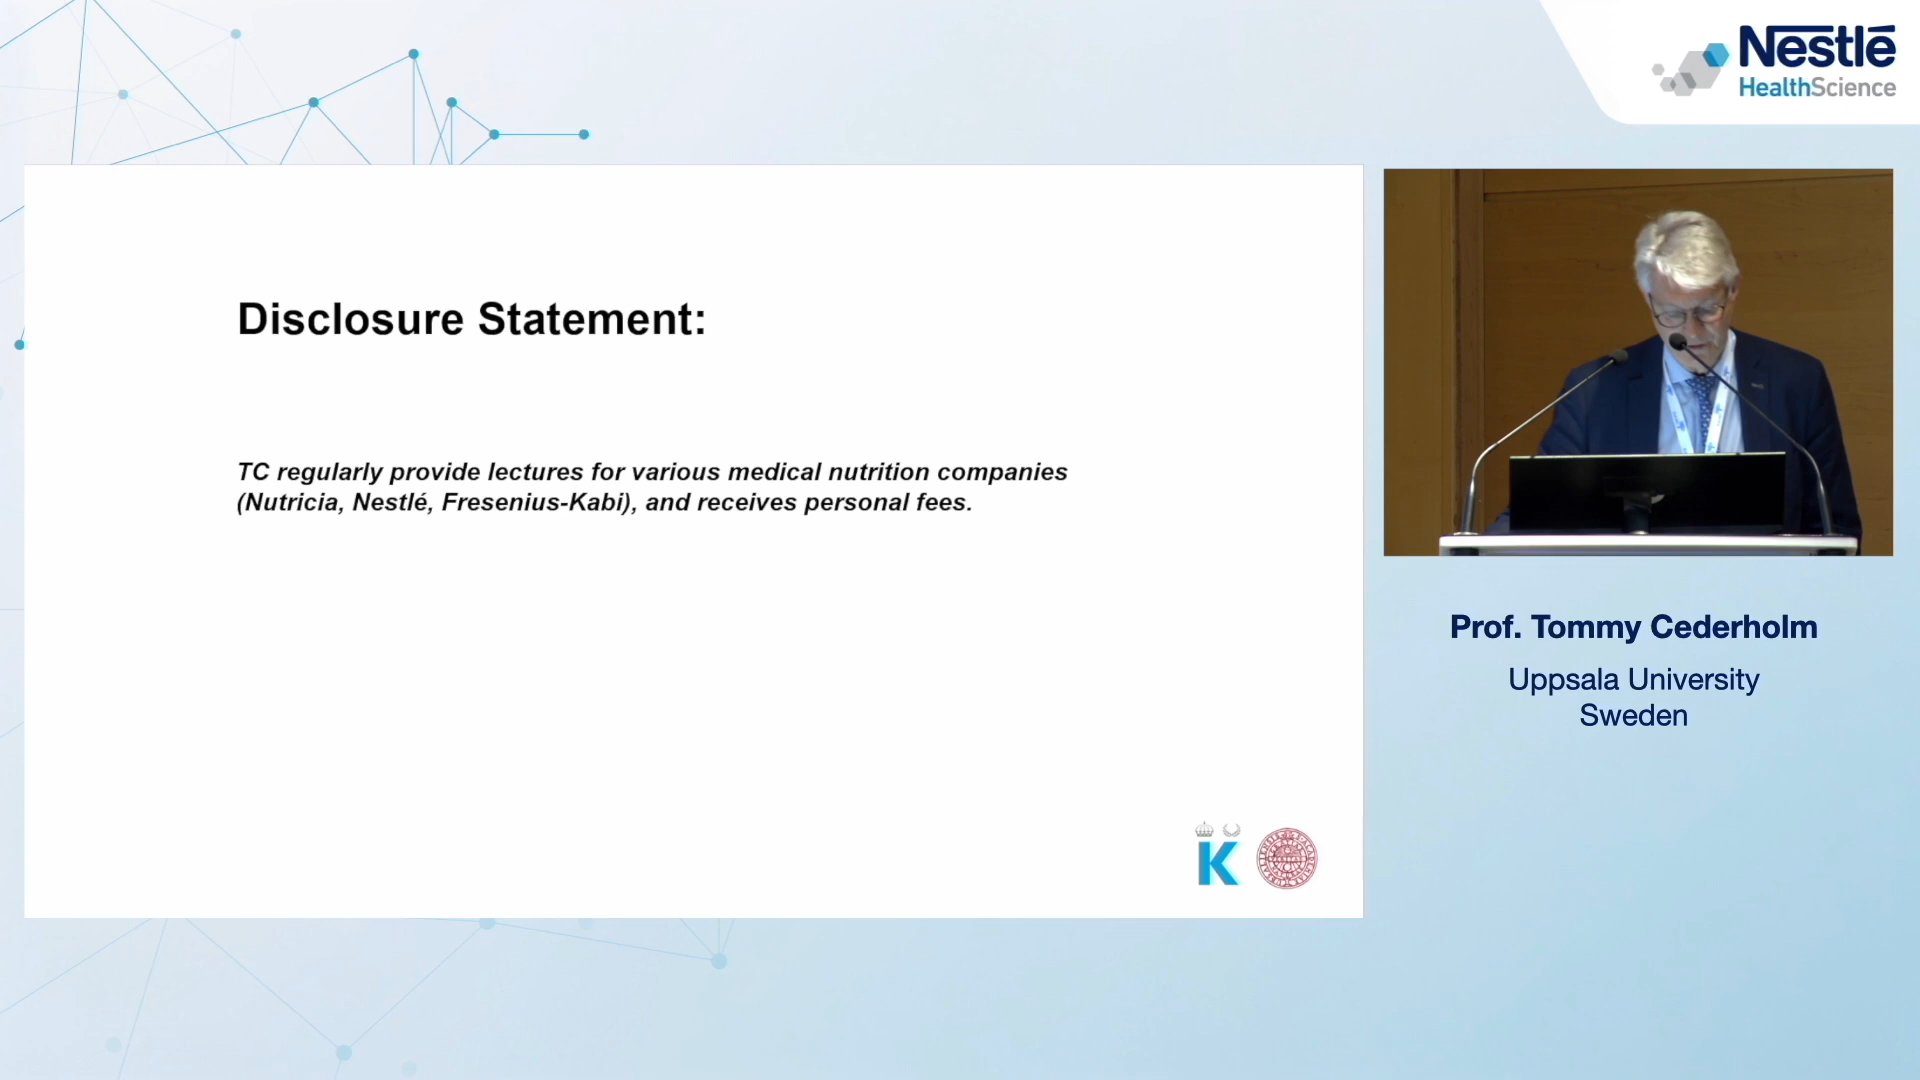 Nestlé
HealthScience
Disclosure Statement:
TC regularly provide lectures for various medical nutrition companies
(Nutricia, Nestlé, Fresenius-Kabi), and receives personal fees.
K
Prof. Tommy Cederholm
Uppsala University
Sweden